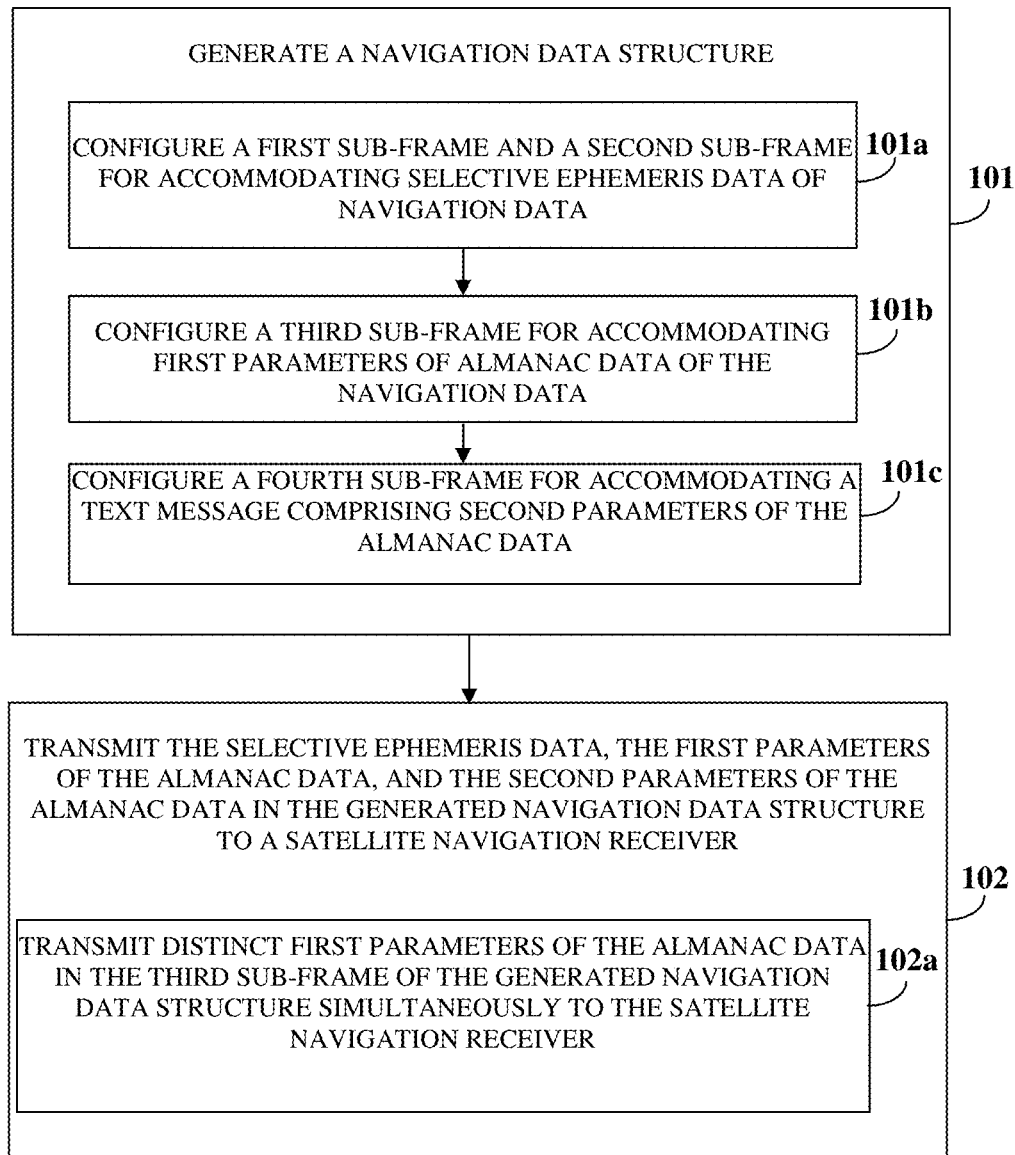 GENERATE A NAVIGATION DATA STRUCTURE
CONFIGURE A FIRST SUB-FRAME AND A SECOND SUB-FRAME
FOR ACCOMMODATING SELECTIVE EPHEMERIS DATA OF
NAVIGATION DATA
101a
101
CONFIGURE A THIRD SUB-FRAME FOR ACCOMMODATING
FIRST PARAMETERS OF ALMANAC DATA OF THE
NAVIGATION DATA
101b
CONFIGURE A FOURTH SUB-FRAME FOR ACCOMMODATING A
TEXT MESSAGE COMPRISING SECOND PARAMETERS OF THE
ALMANAC DATA
101c
TRANSMIT THE SELECTIVE EPHEMERIS DATA, THE FIRST PARAMETERS
OF THE ALMANAC DATA, AND THE SECOND PARAMETERS OF THE
ALMANAC DATA IN THE GENERATED NAVIGATION DATA STRUCTURE
TO A SATELLITE NAVIGATION RECEIVER
102
TRANSMIT DISTINCT FIRST PARAMETERS OF THE ALMANAC DATA
IN THE THIRD SUB-FRAME OF THE GENERATED NAVIGATION
DATA STRUCTURE SIMULTANEOUSLY TO THE SATELLITE
NAVIGATION RECEIVER
102a